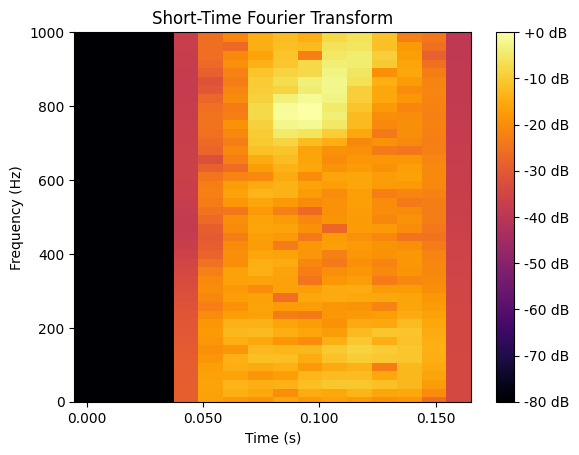 Short-Time Fourier Transform
1000
800
600
400
200
0
Frequency (Hz)
0.000
0.050
0.100
0.150
Time (s)
+0 dB
-10 dB
-20 dB
-30 dB
-40 dB
-50 dB
-60 dB
-70 dB
-80 dB